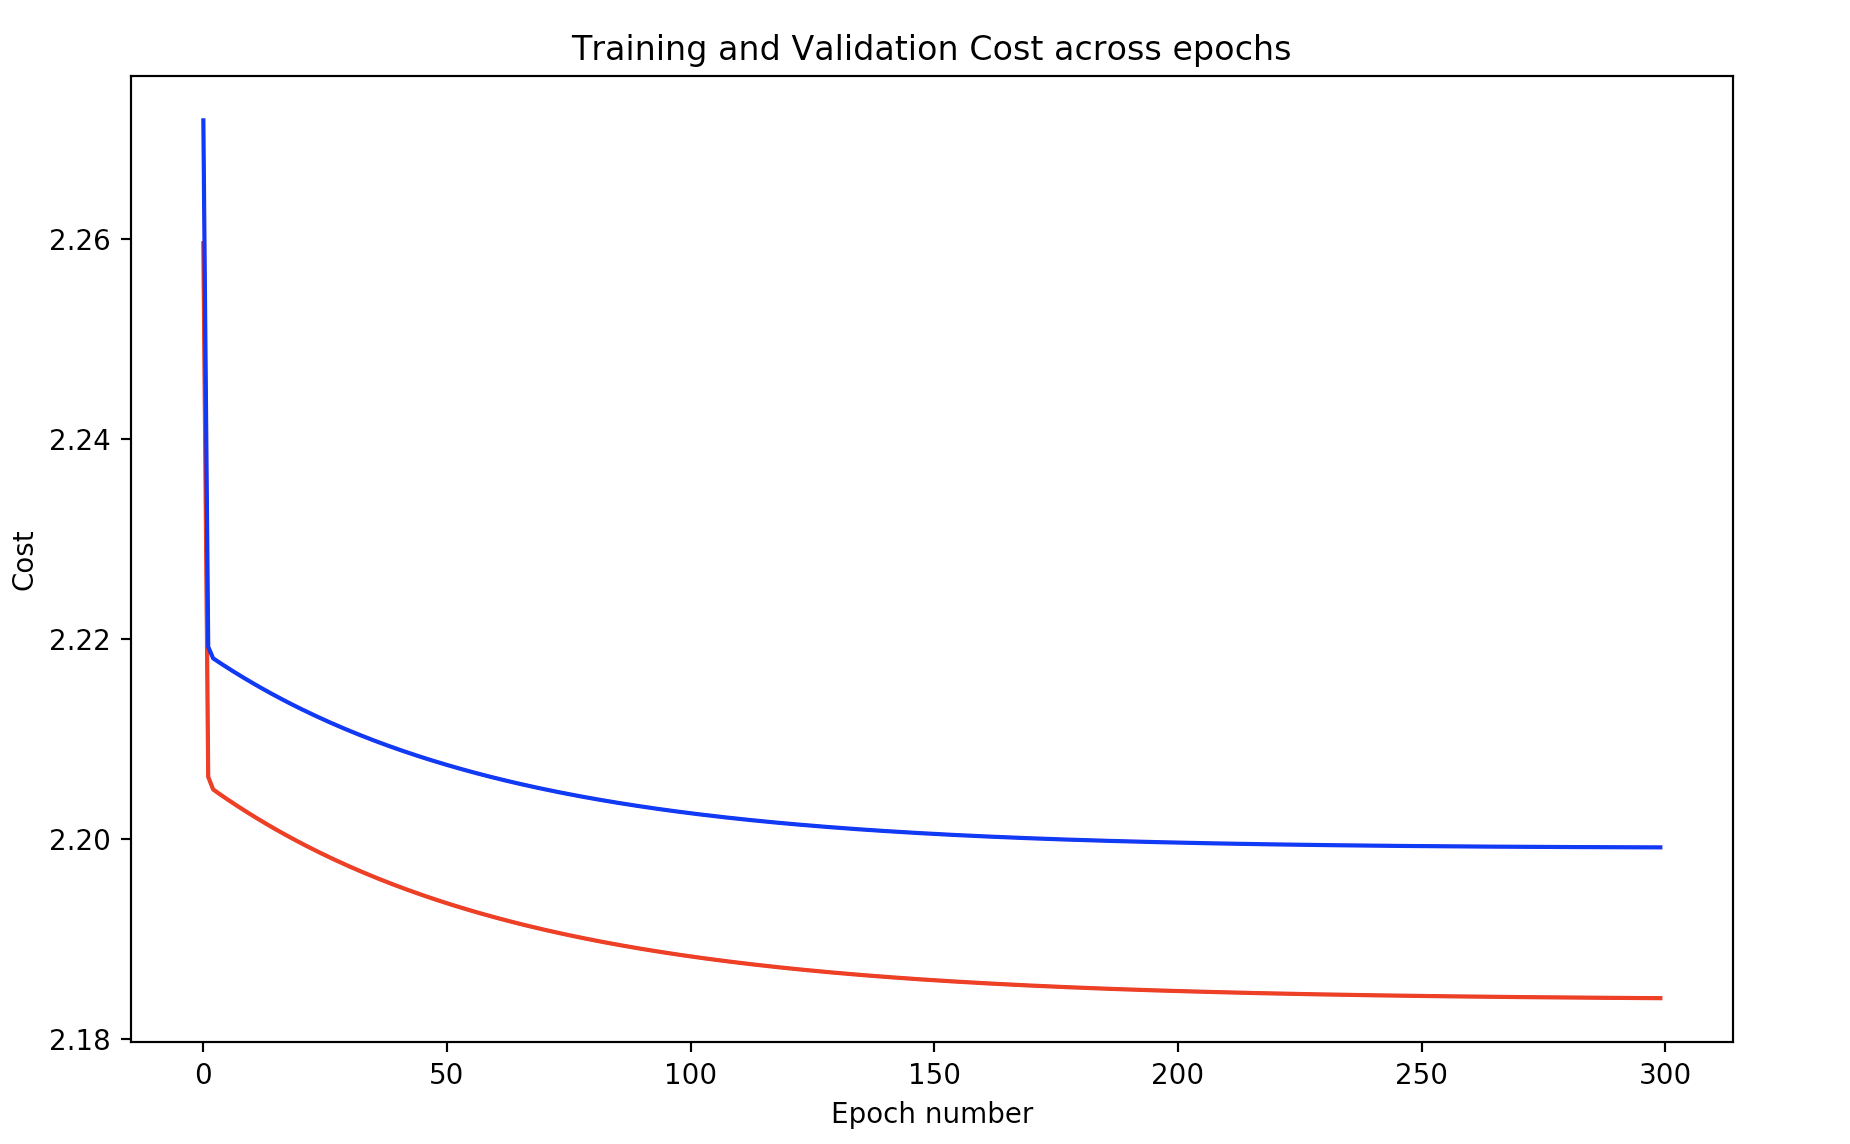 Training and Validation Cost across epochs
2.26
2.24
2.22
2.20
2.18
Cost
0 50 100 150 200 250 300
Epoch number